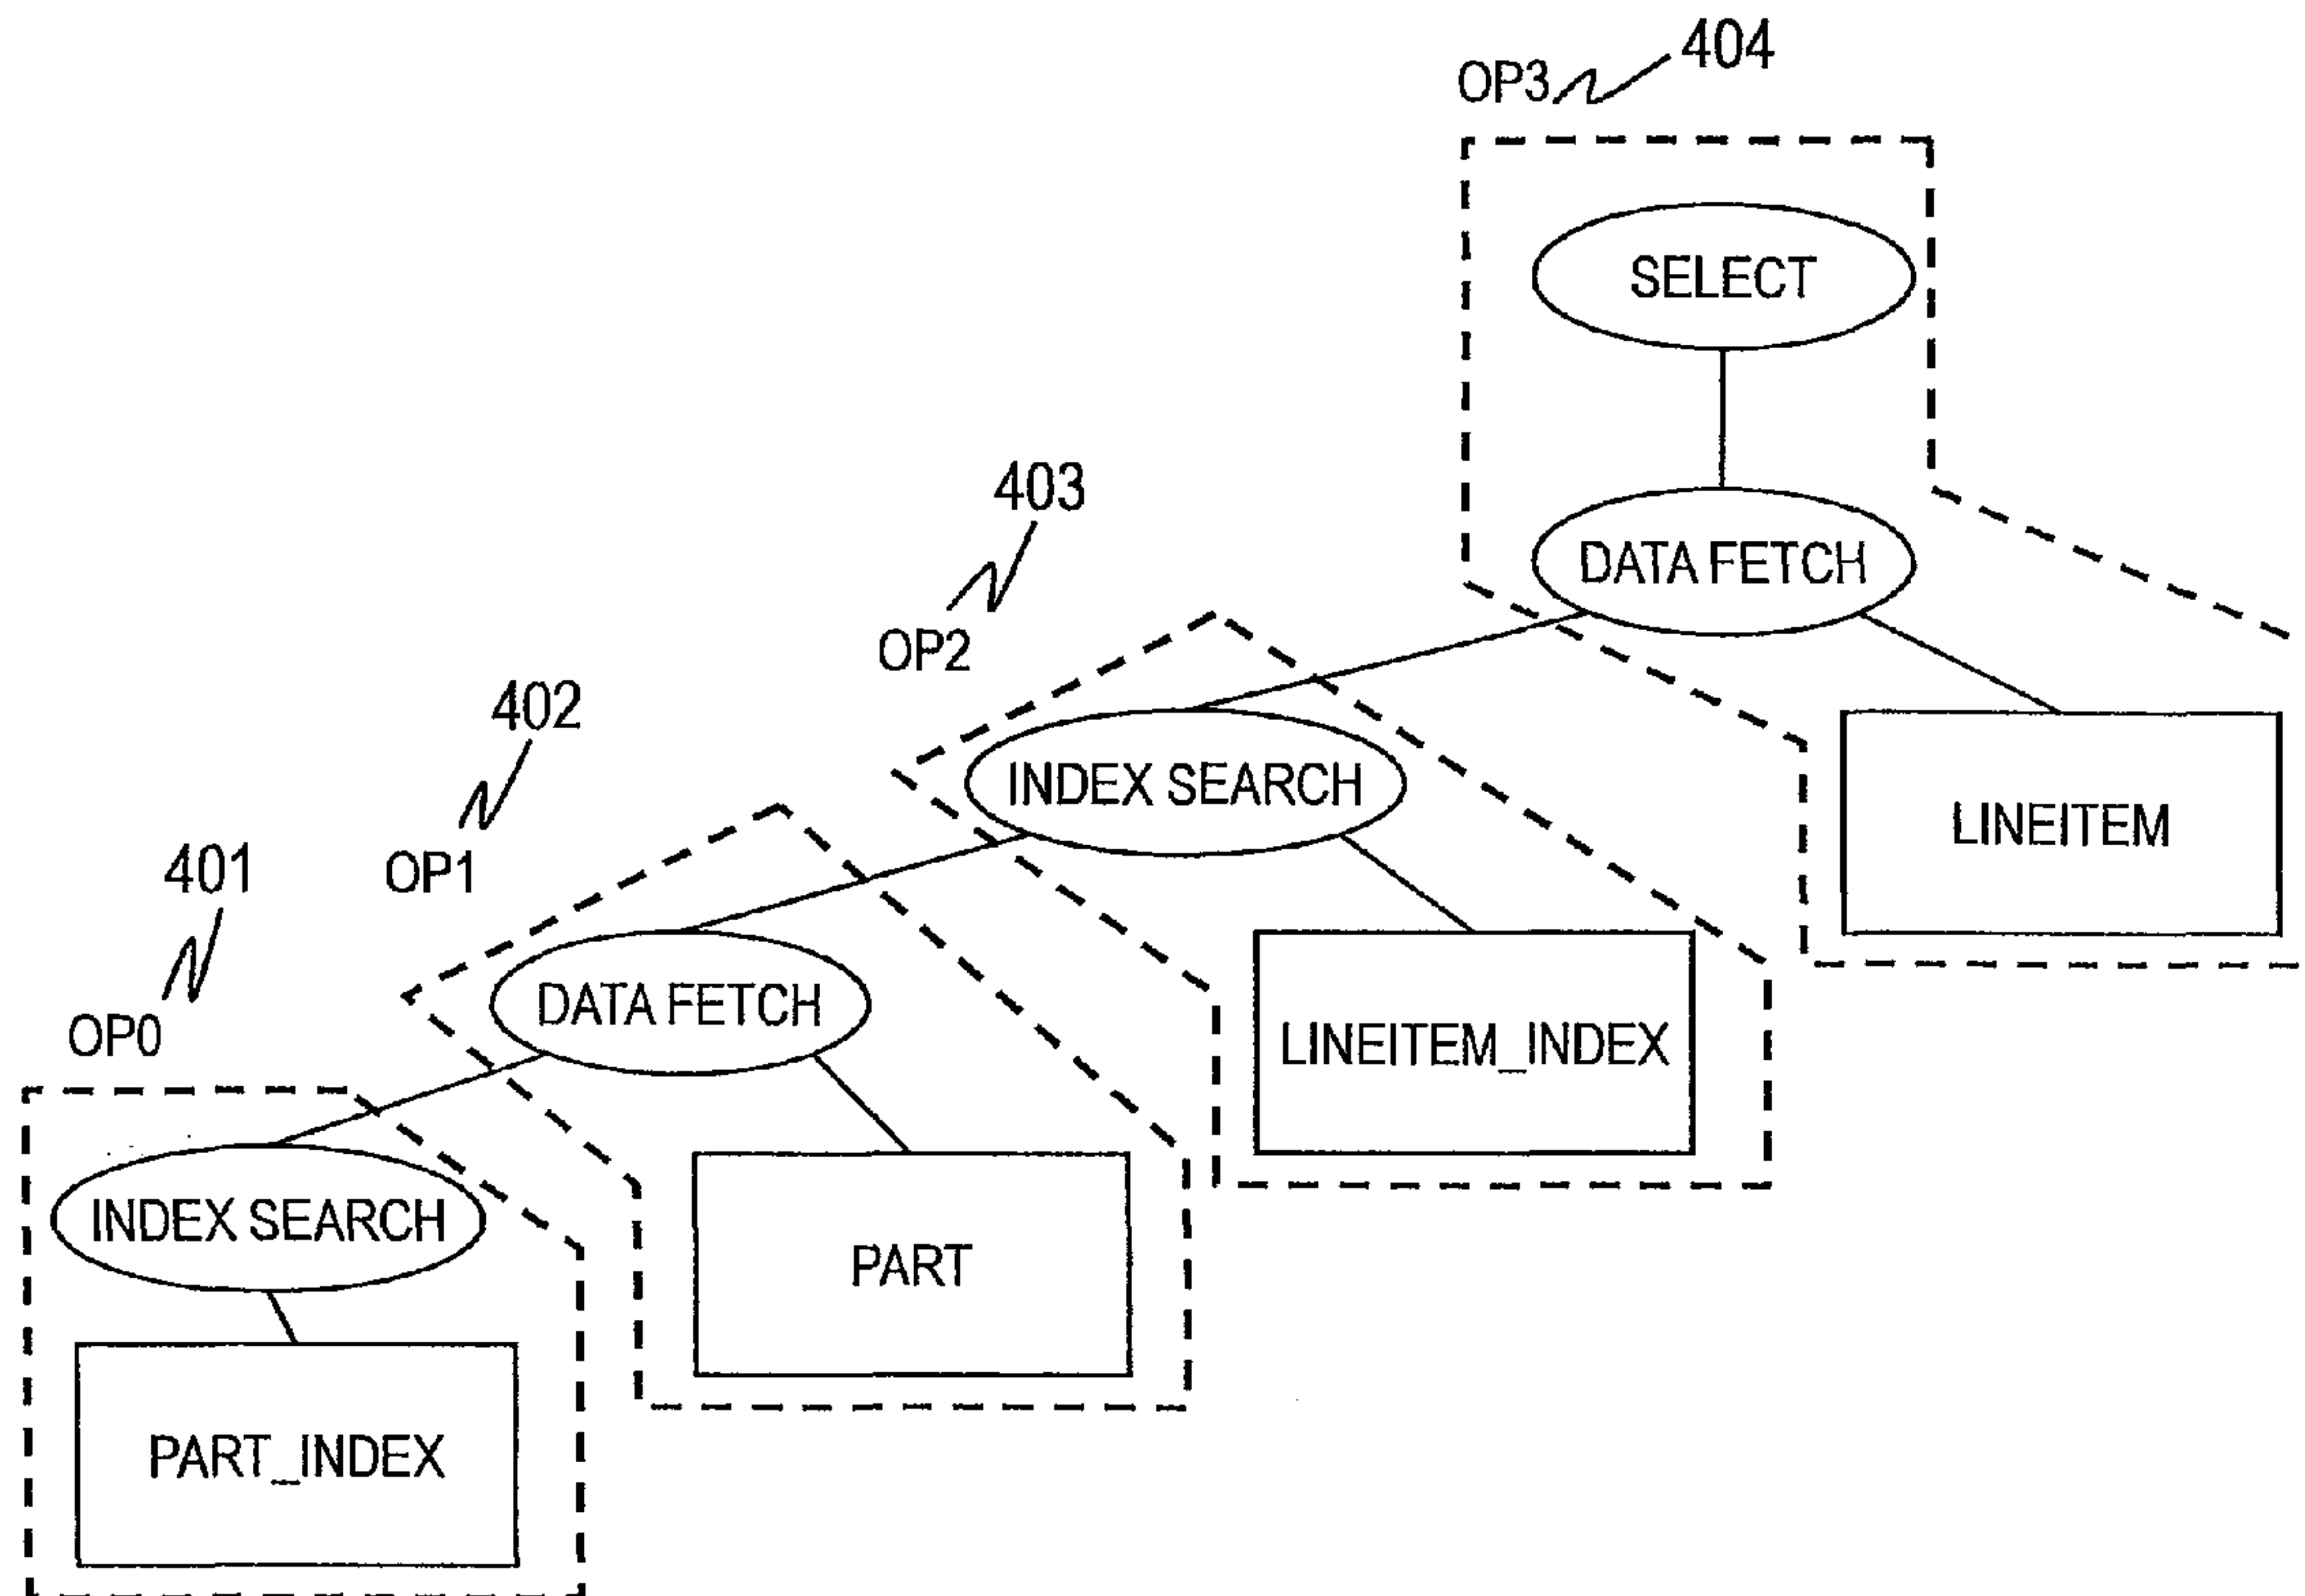 404
OP3
SELECT
403
DATA FETCH
OP2
402
INDEX SEARCH
LINEITEM
401
OP1
DATA FETCH
LINEITEM_INDEX
OP0
INDEX SEARCH
PART
PART_INDEX